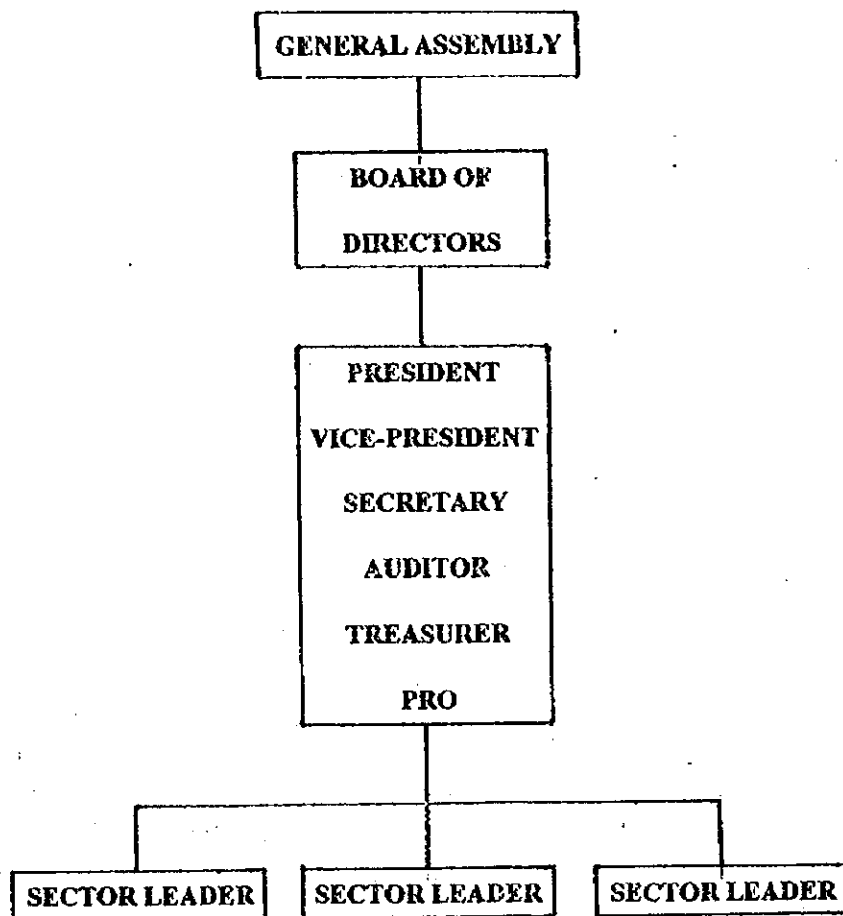 GENERAL ASSEMBLY
BOARD OF
DIRECTORS
PRESIDENT
VICE-PRESIDENT
SECRETARY
AUDITOR
TREASURER
PRO
SECTOR LEADER
SECTOR LEADER
SECTOR LEADER